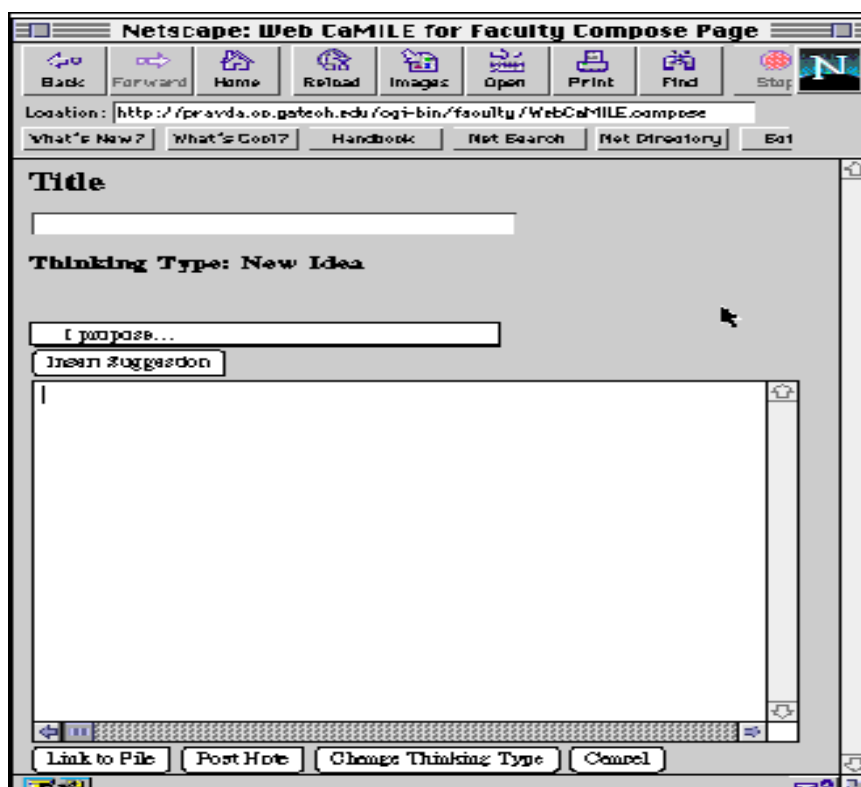 Netscape: Web CaMILE for Faculty Compose Page
Back Forward Home Reload Images Open Print Find Stop N
Location: http://pravda.cc.gatech.edu/cgi-bin/faculty/WebCaMILE.compose
What's New? What's Cool? Handbook Net Search Net Directory
Title
Thinking Type: New Idea
I propose...
Insert Suggestion
Link to File Post Note Change Thinking Type Cancel